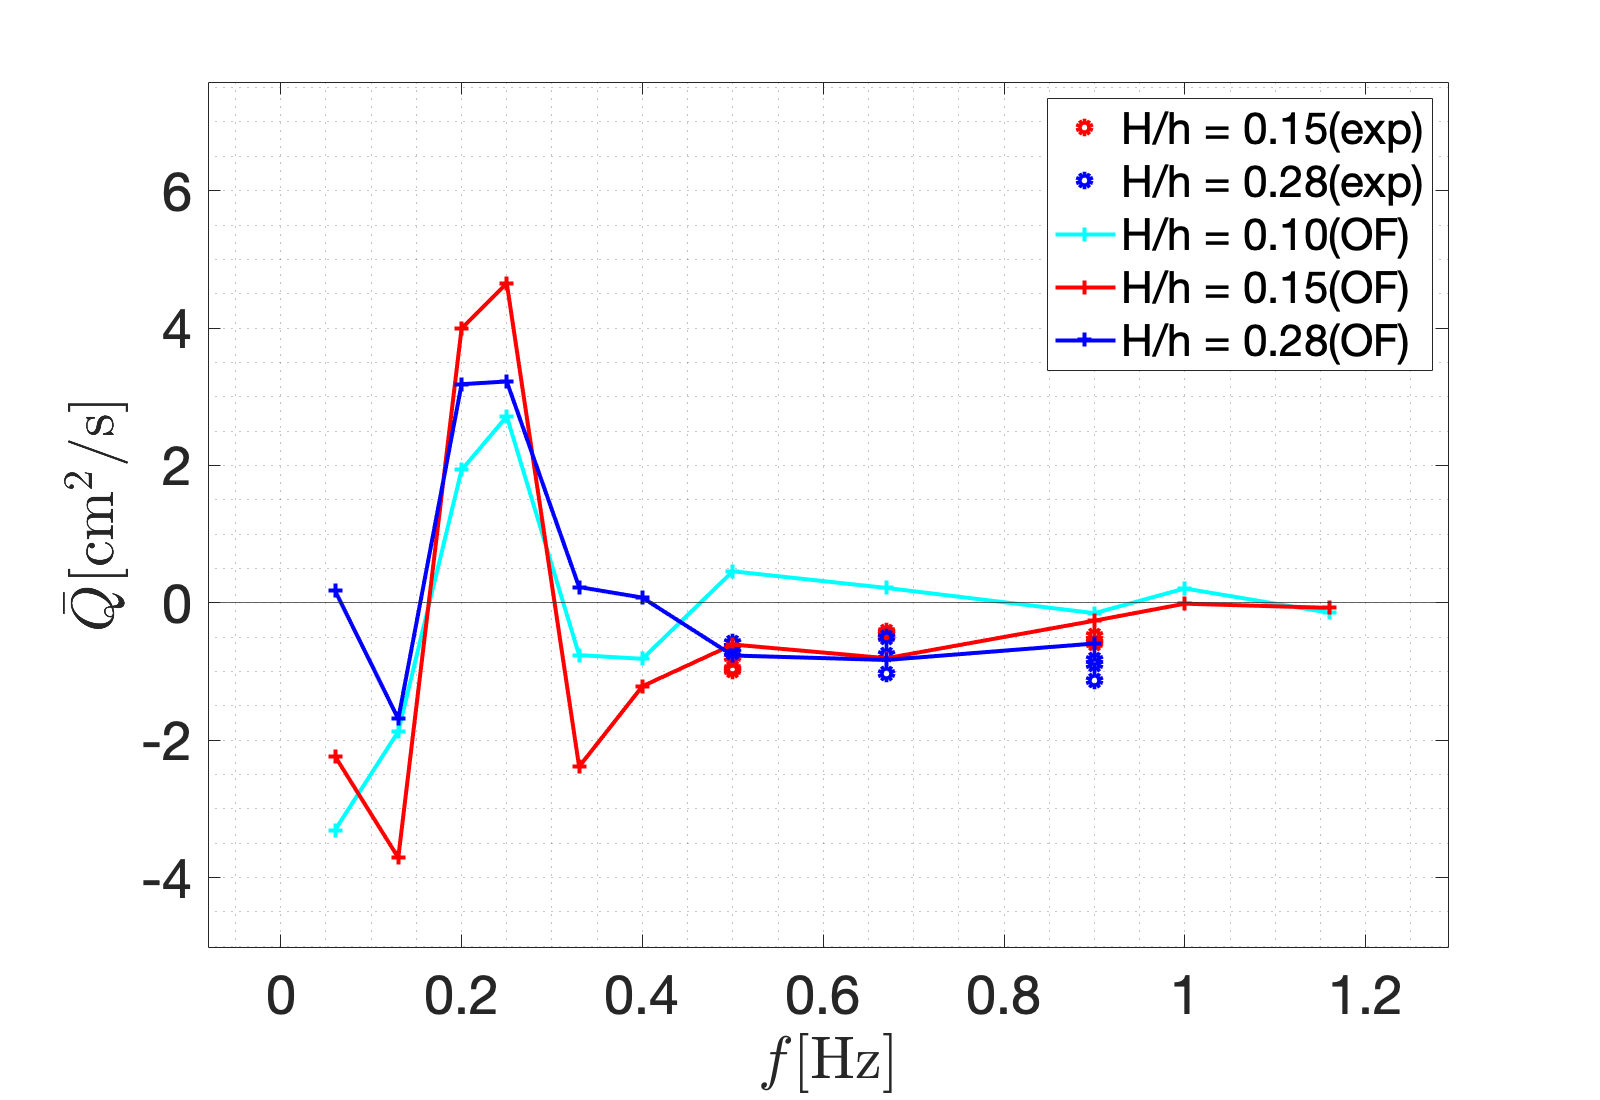 H/h = 0.15(exp)
H/h = 0.28(exp)
H/h = 0.10(OF)
H/h = 0.15(OF)
H/h = 0.28(OF)
6
4
2
0
-2
-4
Q̄[cm²/s]
0 0.2 0.4 0.6 0.8 1 1.2
f[Hz]